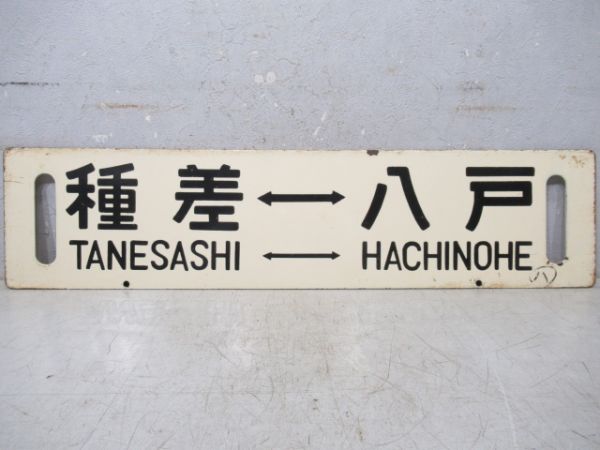 種差 ↔ 八戸
TANESASHI ↔ HACHINOHE